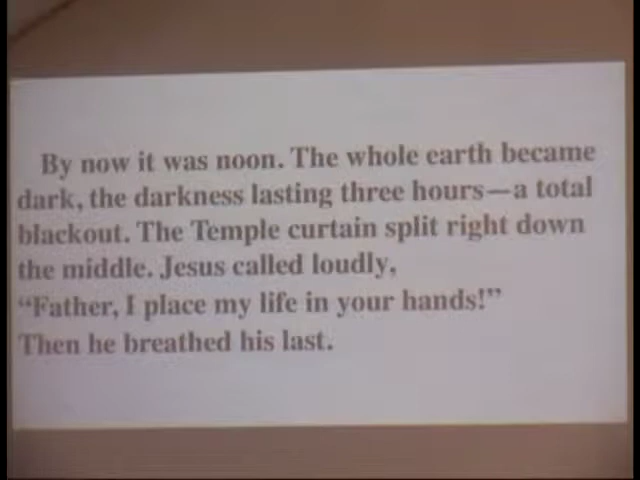 By now it was noon. The whole earth became
dark, the darkness lasting three hours—a total
blackout. The Temple curtain split right down
the middle. Jesus called loudly,
“Father, I place my life in your hands!”
Then he breathed his last.